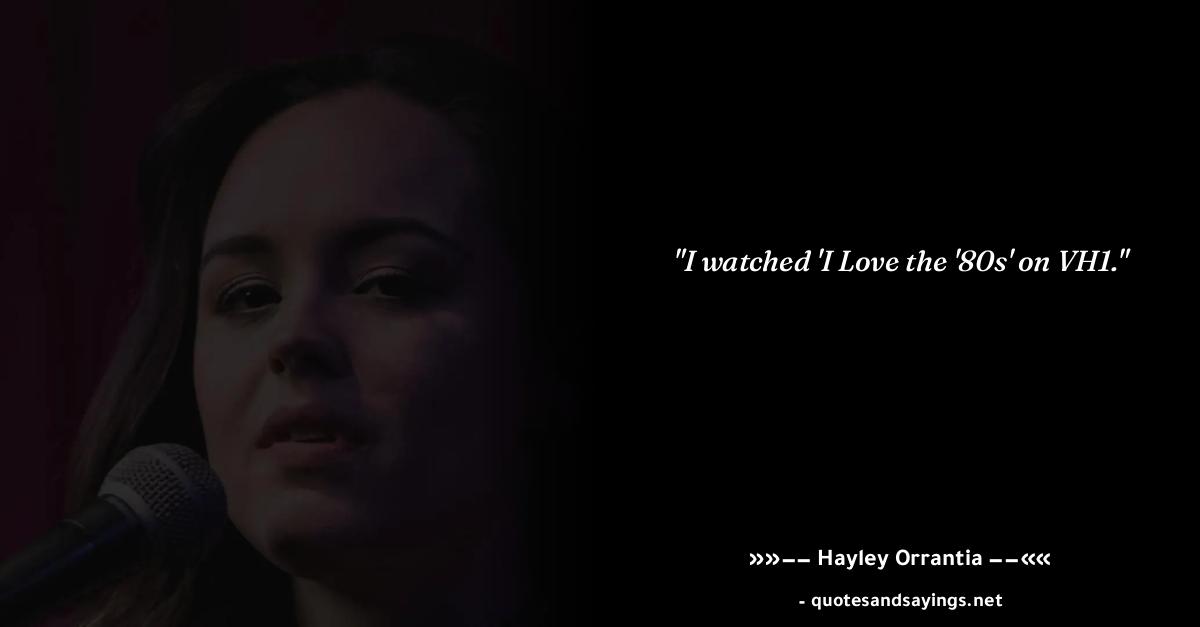 "I watched 'I Love the '80s' on VH1."
»»−− Hayley Orrantia −−««
- quotesandsayings.net